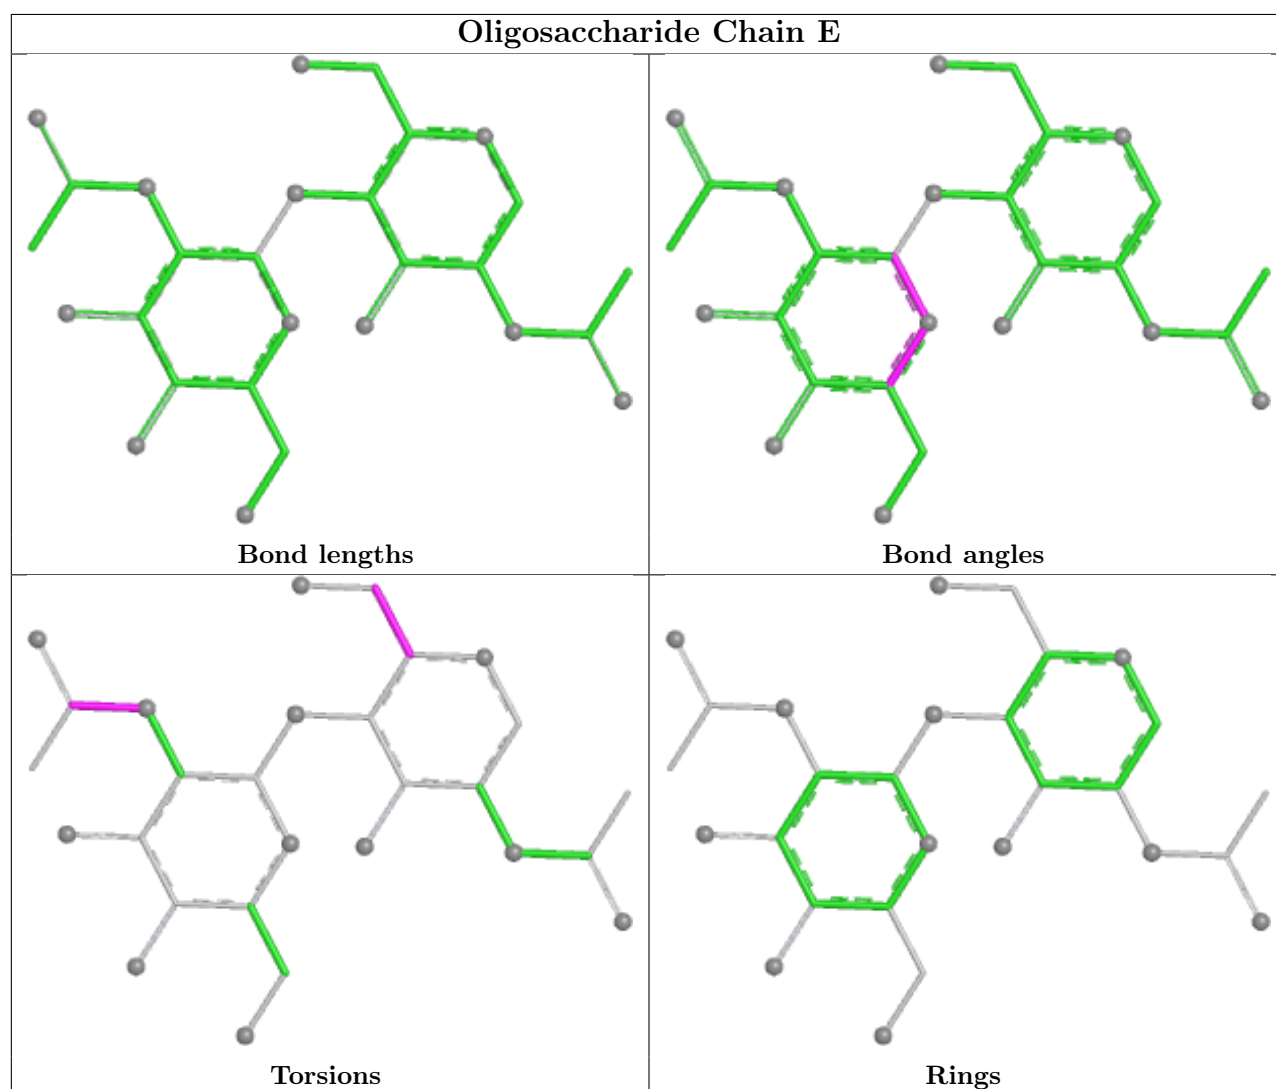 Oligosaccharide Chain E
Bond lengths
Bond angles
Torsions
Rings